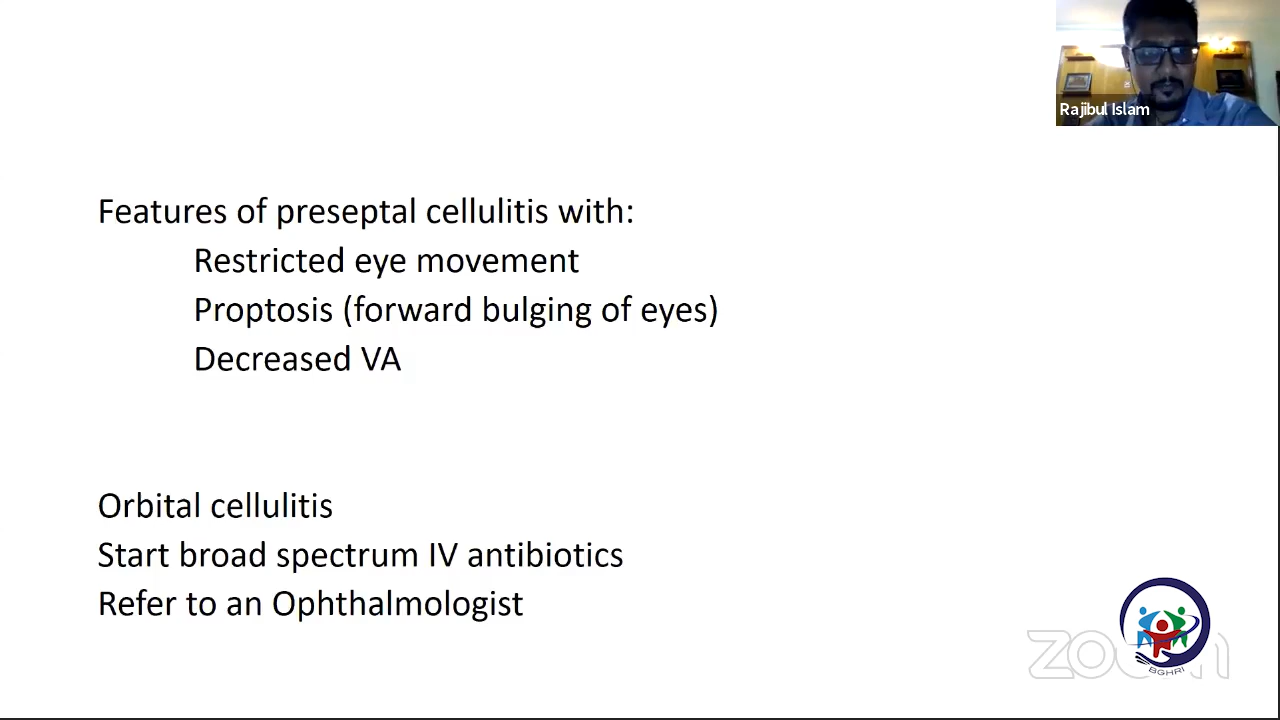 Rajibul Islam
Features of preseptal cellulitis with:
Restricted eye movement
Proptosis (forward bulging of eyes)
Decreased VA
Orbital cellulitis
Start broad spectrum IV antibiotics
Refer to an Ophthalmologist
zoom
BGHRI